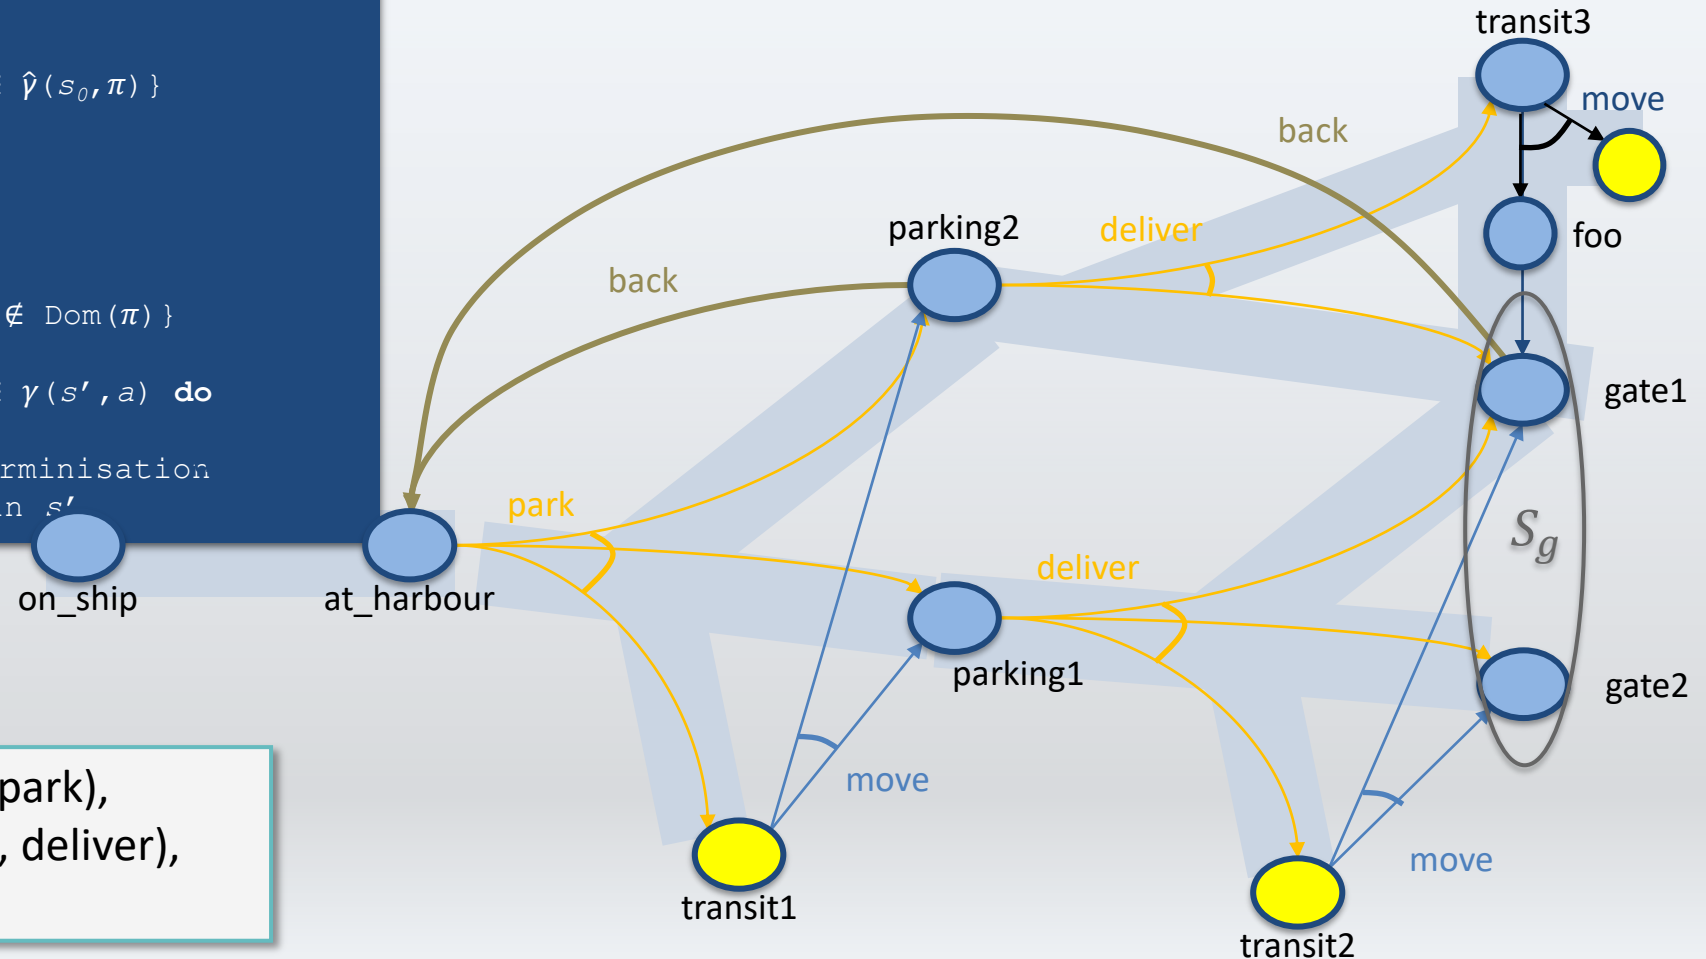 γ̂(s₀,π)}
∉ Dom(π)}
γ(s′,a) do
rminisation
n s′
on_ship
at_harbour
park),
, deliver),
transit3
move
back
foo
parking2
deliver
back
gate1
park
S_g
deliver
parking1
gate2
move
move
transit1
transit2